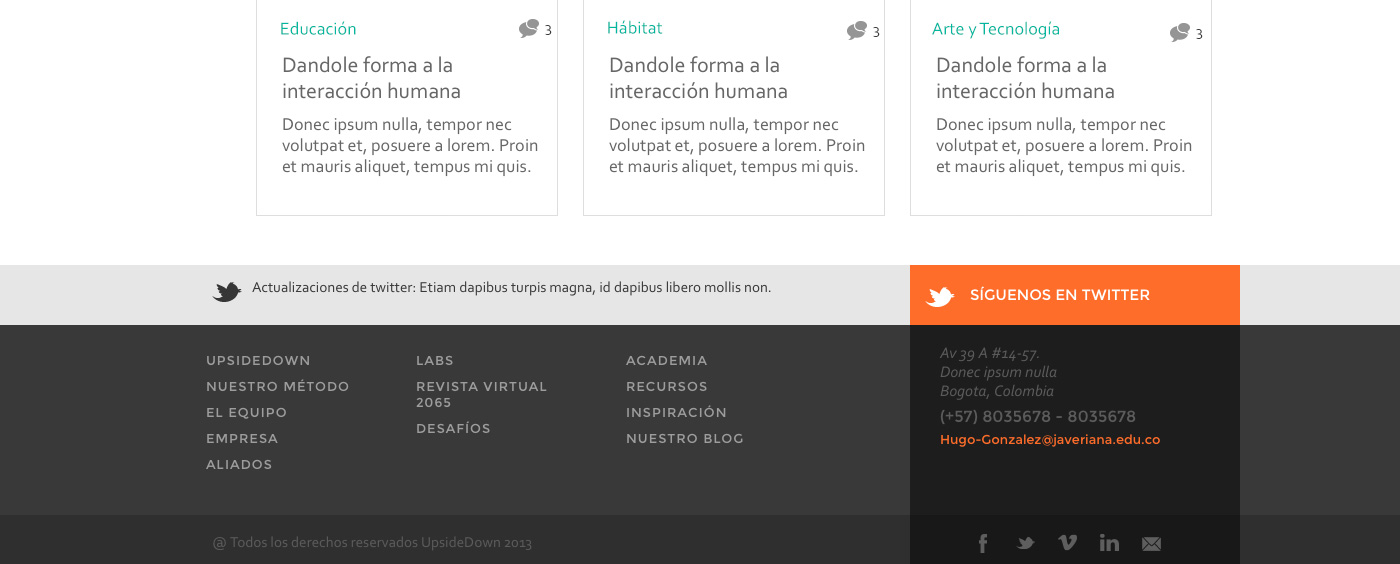 Educación
3
Dandole forma a la
interacción humana
Donec ipsum nulla, tempor nec
volutpat et, posuere a lorem. Proin
et mauris aliquet, tempus mi quis.
Hábitat
3
Dandole forma a la
interacción humana
Donec ipsum nulla, tempor nec
volutpat et, posuere a lorem. Proin
et mauris aliquet, tempus mi quis.
Arte y Tecnología
3
Dandole forma a la
interacción humana
Donec ipsum nulla, tempor nec
volutpat et, posuere a lorem. Proin
et mauris aliquet, tempus mi quis.
Actualizaciones de twitter: Etiam dapibus turpis magna, id dapibus libero mollis non.
SÍGUENOS EN TWITTER
UPSIDEDOWN
NUESTRO MÉTODO
EL EQUIPO
EMPRESA
ALIADOS
LABS
REVISTA VIRTUAL
2065
DESAFÍOS
ACADEMIA
RECURSOS
INSPIRACIÓN
NUESTRO BLOG
Av 39 A #14-57.
Donec ipsum nulla
Bogota, Colombia
(+57) 8035678 - 8035678
Hugo-Gonzalez@javeriana.edu.co
@ Todos los derechos reservados UpsideDown 2013